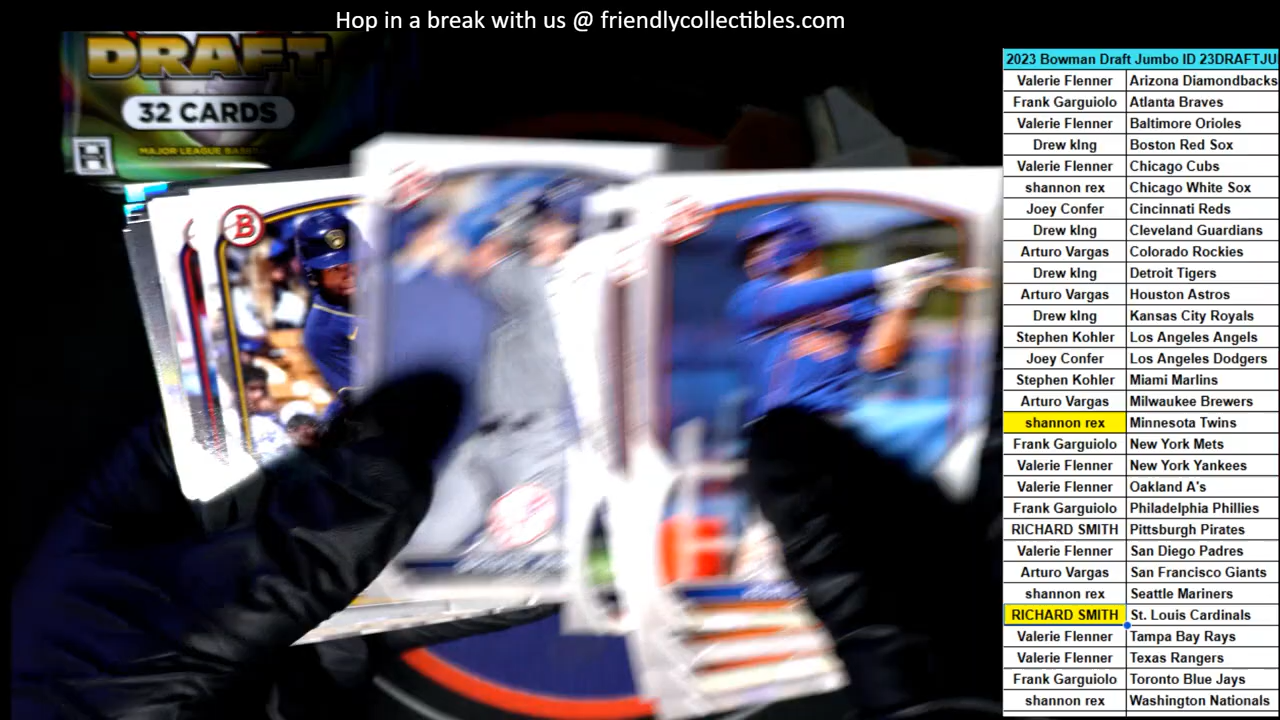 Hop in a break with us @ friendlycollectibles.com
DRAFT
32 CARDS
MAJOR LEAGUE BASE
H
B
2023 Bowman Draft Jumbo ID 23DRAFTJU
Valerie Flenner Arizona Diamondbacks
Frank Garguiolo Atlanta Braves
Valerie Flenner Baltimore Orioles
Drew kIng Boston Red Sox
Valerie Flenner Chicago Cubs
shannon rex Chicago White Sox
Joey Confer Cincinnati Reds
Drew kIng Cleveland Guardians
Arturo Vargas Colorado Rockies
Drew kIng Detroit Tigers
Arturo Vargas Houston Astros
Drew kIng Kansas City Royals
Stephen Kohler Los Angeles Angels
Joey Confer Los Angeles Dodgers
Stephen Kohler Miami Marlins
Arturo Vargas Milwaukee Brewers
shannon rex Minnesota Twins
Frank Garguiolo New York Mets
Valerie Flenner New York Yankees
Valerie Flenner Oakland A's
Frank Garguiolo Philadelphia Phillies
RICHARD SMITH Pittsburgh Pirates
Valerie Flenner San Diego Padres
Arturo Vargas San Francisco Giants
shannon rex Seattle Mariners
RICHARD SMITH St. Louis Cardinals
Valerie Flenner Tampa Bay Rays
Valerie Flenner Texas Rangers
Frank Garguiolo Toronto Blue Jays
shannon rex Washington Nationals